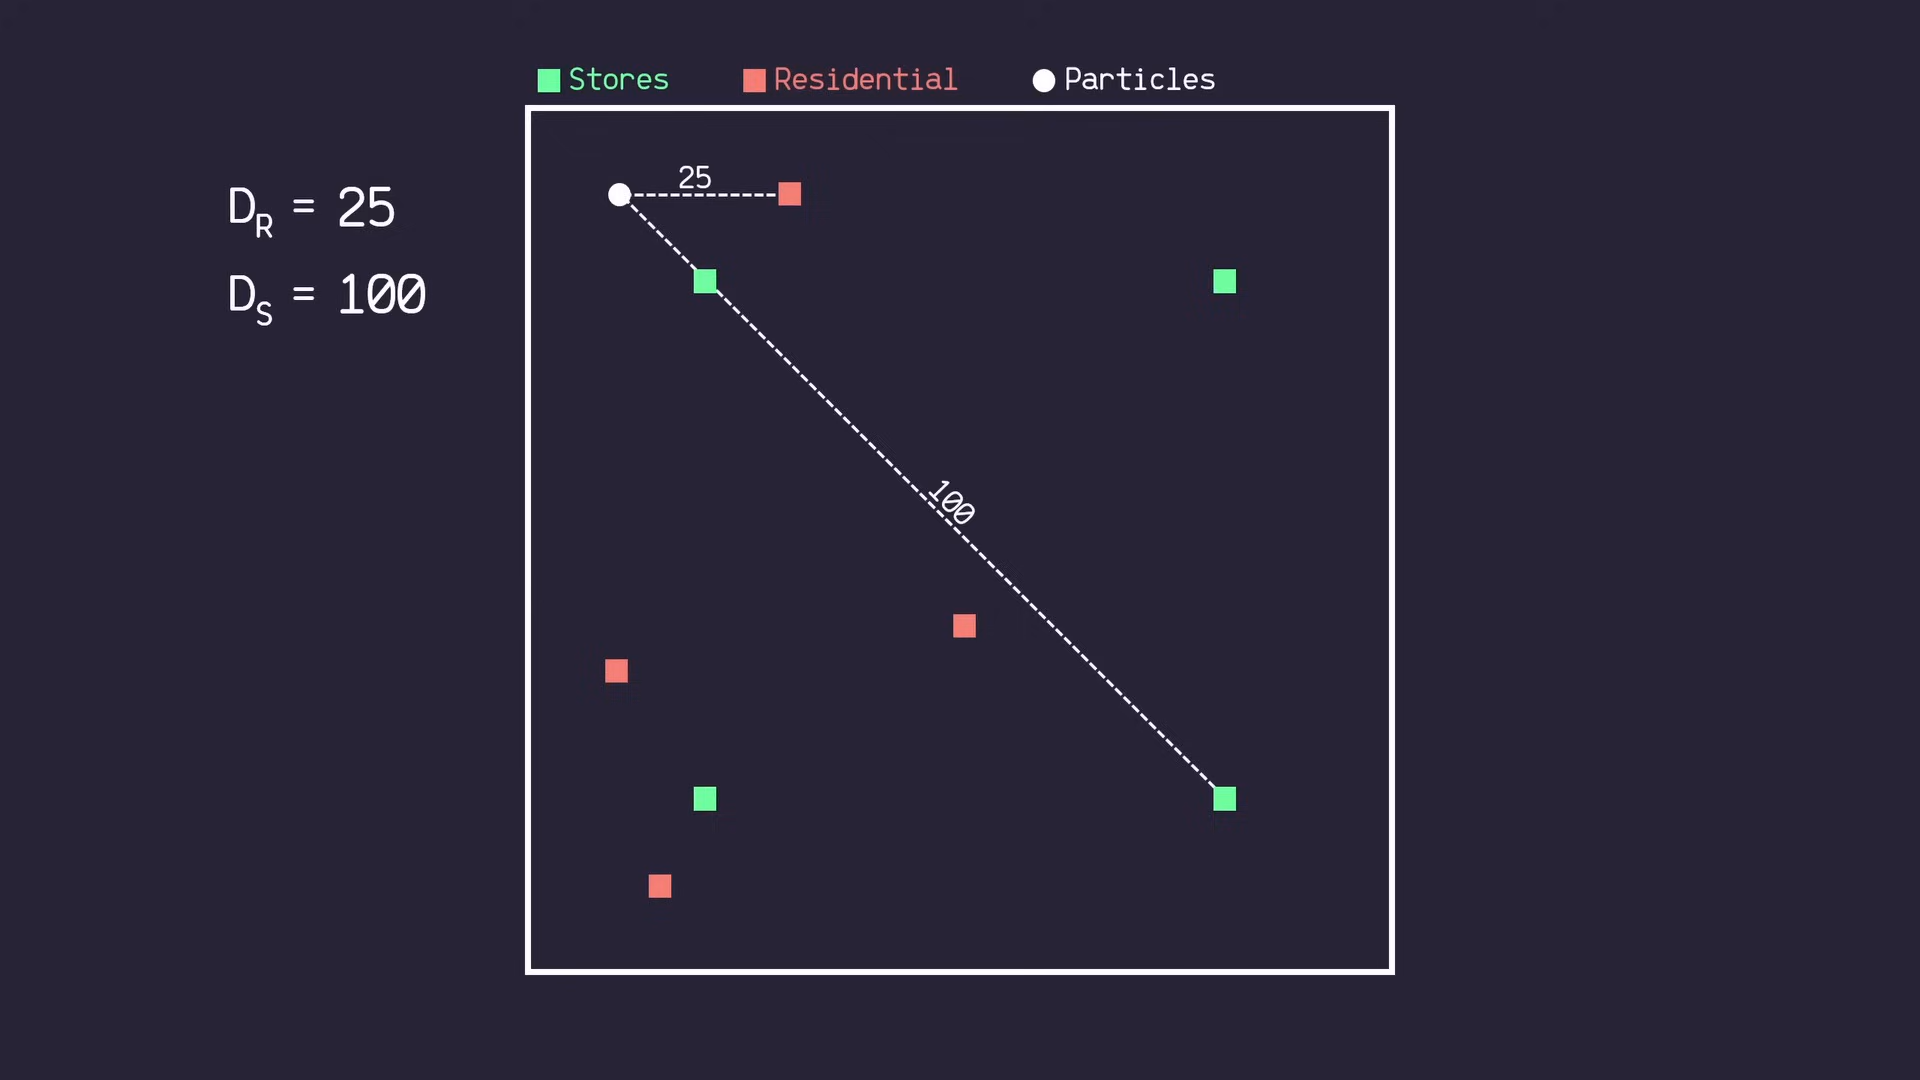 Stores Residential Particles
25
D_R = 25
D_S = 100
100